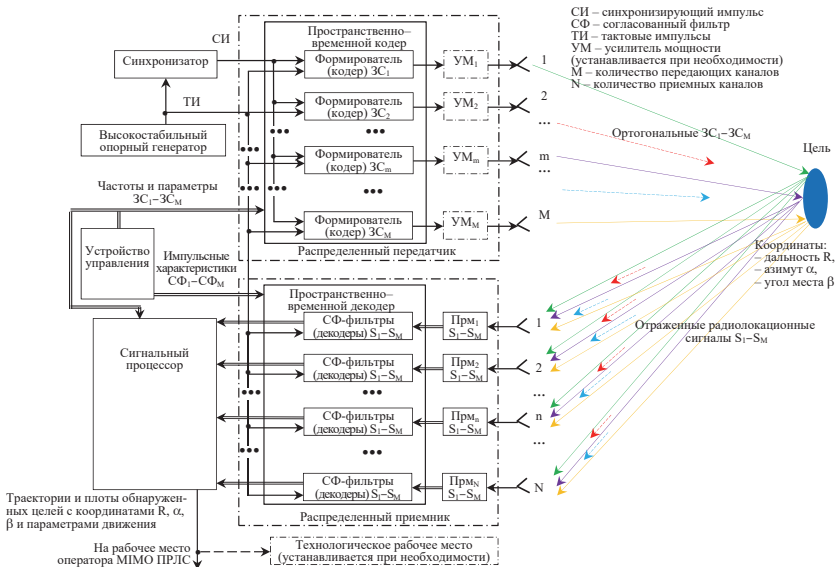 СИ – синхронизирующий импульс
СФ – согласованный фильтр
ТИ – тактовые импульсы
УМ – усилитель мощности
(устанавливается при необходимости)
M – количество передающих каналов
N – количество приемных каналов
СИ
Синхронизатор
ТИ
Высокостабильный
опорный генератор
Пространственно–
временной кодер
Формирователь
(кодер) ЗС1
УМ1
1
Формирователь
(кодер) ЗС2
УМ2
2
...
Формирователь
(кодер) ЗСm
УМm
m
...
Формирователь
(кодер) ЗСM
УМM
M
Распределенный передатчик
Ортогональные ЗС1–ЗСM
Цель
Координаты:
– дальность R,
– азимут α,
– угол места β
Частоты и параметры
ЗС1–ЗСM
Устройство
управления
Импульсные
характеристики
СФ1–СФM
Сигнальный
процессор
Пространственно–
временной декодер
СФ-фильтры
(декодеры) S1–SM
Прм1
S1–SM
1
СФ-фильтры
(декодеры) S1–SM
Прм2
S1–SM
2
...
СФ-фильтры
(декодеры) S1–SM
Прмn
S1–SM
n
...
СФ-фильтры
(декодеры) S1–SM
ПрмN
S1–SM
N
Распределенный приемник
Отраженные радиолокационные
сигналы S1–SM
Траектории и плоты обнаружен-
ных целей с координатами R, α,
β и параметрами движения
На рабочее место
оператора МIMO ПРЛС
Технологическое рабочее место
(устанавливается при необходимости)